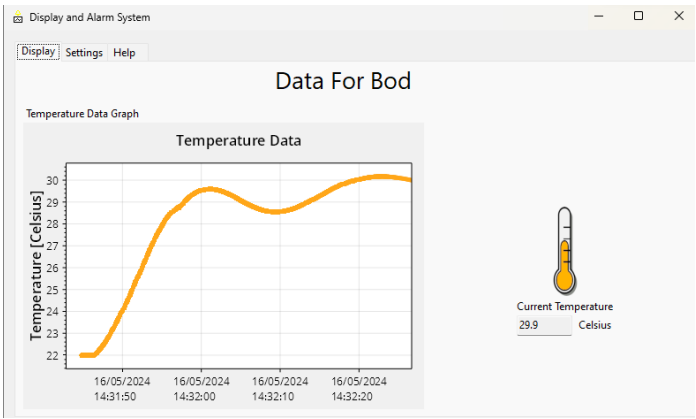 Display and Alarm System
Display Settings Help
Data For Bod
Temperature Data Graph
Temperature Data
Temperature [Celsius]
30
29
28
27
26
25
24
23
22
16/05/2024 16/05/2024 16/05/2024 16/05/2024
14:31:50 14:32:00 14:32:10 14:32:20
Current Temperature
29.9 Celsius